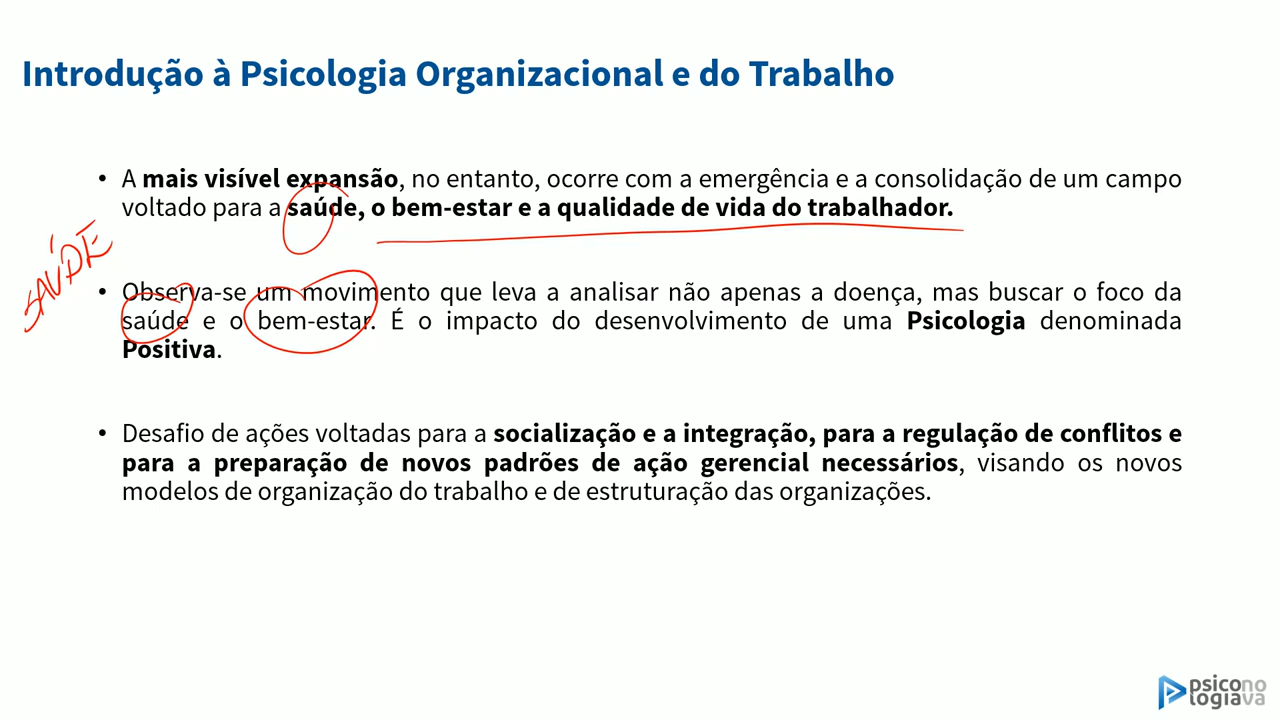 Introdução à Psicologia Organizacional e do Trabalho
• A mais visível expansão, no entanto, ocorre com a emergência e a consolidação de um campo
voltado para a saúde, o bem-estar e a qualidade de vida do trabalhador.
SAÚDE
• Observa-se um movimento que leva a analisar não apenas a doença, mas buscar o foco da
saúde e o bem-estar. É o impacto do desenvolvimento de uma Psicologia denominada
Positiva.
• Desafio de ações voltadas para a socialização e a integração, para a regulação de conflitos e
para a preparação de novos padrões de ação gerencial necessários, visando os novos
modelos de organização do trabalho e de estruturação das organizações.
psicono
logiava